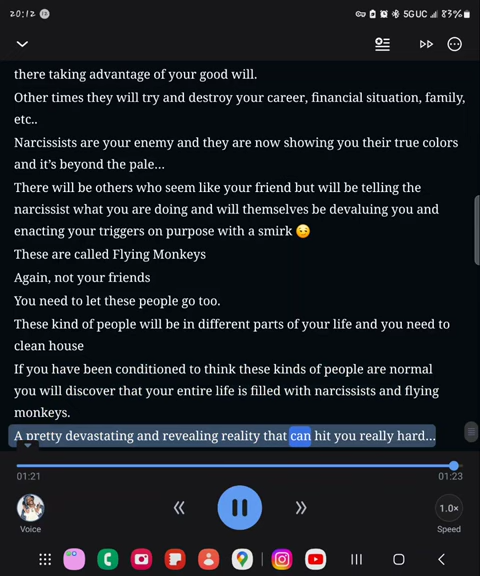 20:12
5GUC 83%
there taking advantage of your good will.
Other times they will try and destroy your career, financial situation, family,
etc..
Narcissists are your enemy and they are now showing you their true colors
and it’s beyond the pale…
There will be others who seem like your friend but will be telling the
narcissist what you are doing and will themselves be devaluing you and
enacting your triggers on purpose with a smirk 😏
These are called Flying Monkeys
Again, not your friends
You need to let these people go too.
These kind of people will be in different parts of your life and you need to
clean house
If you have been conditioned to think these kinds of people are normal
you will discover that your entire life is filled with narcissists and flying
monkeys.
A pretty devastating and revealing reality that can hit you really hard…
01:21
01:23
1.0×
Voice
Speed